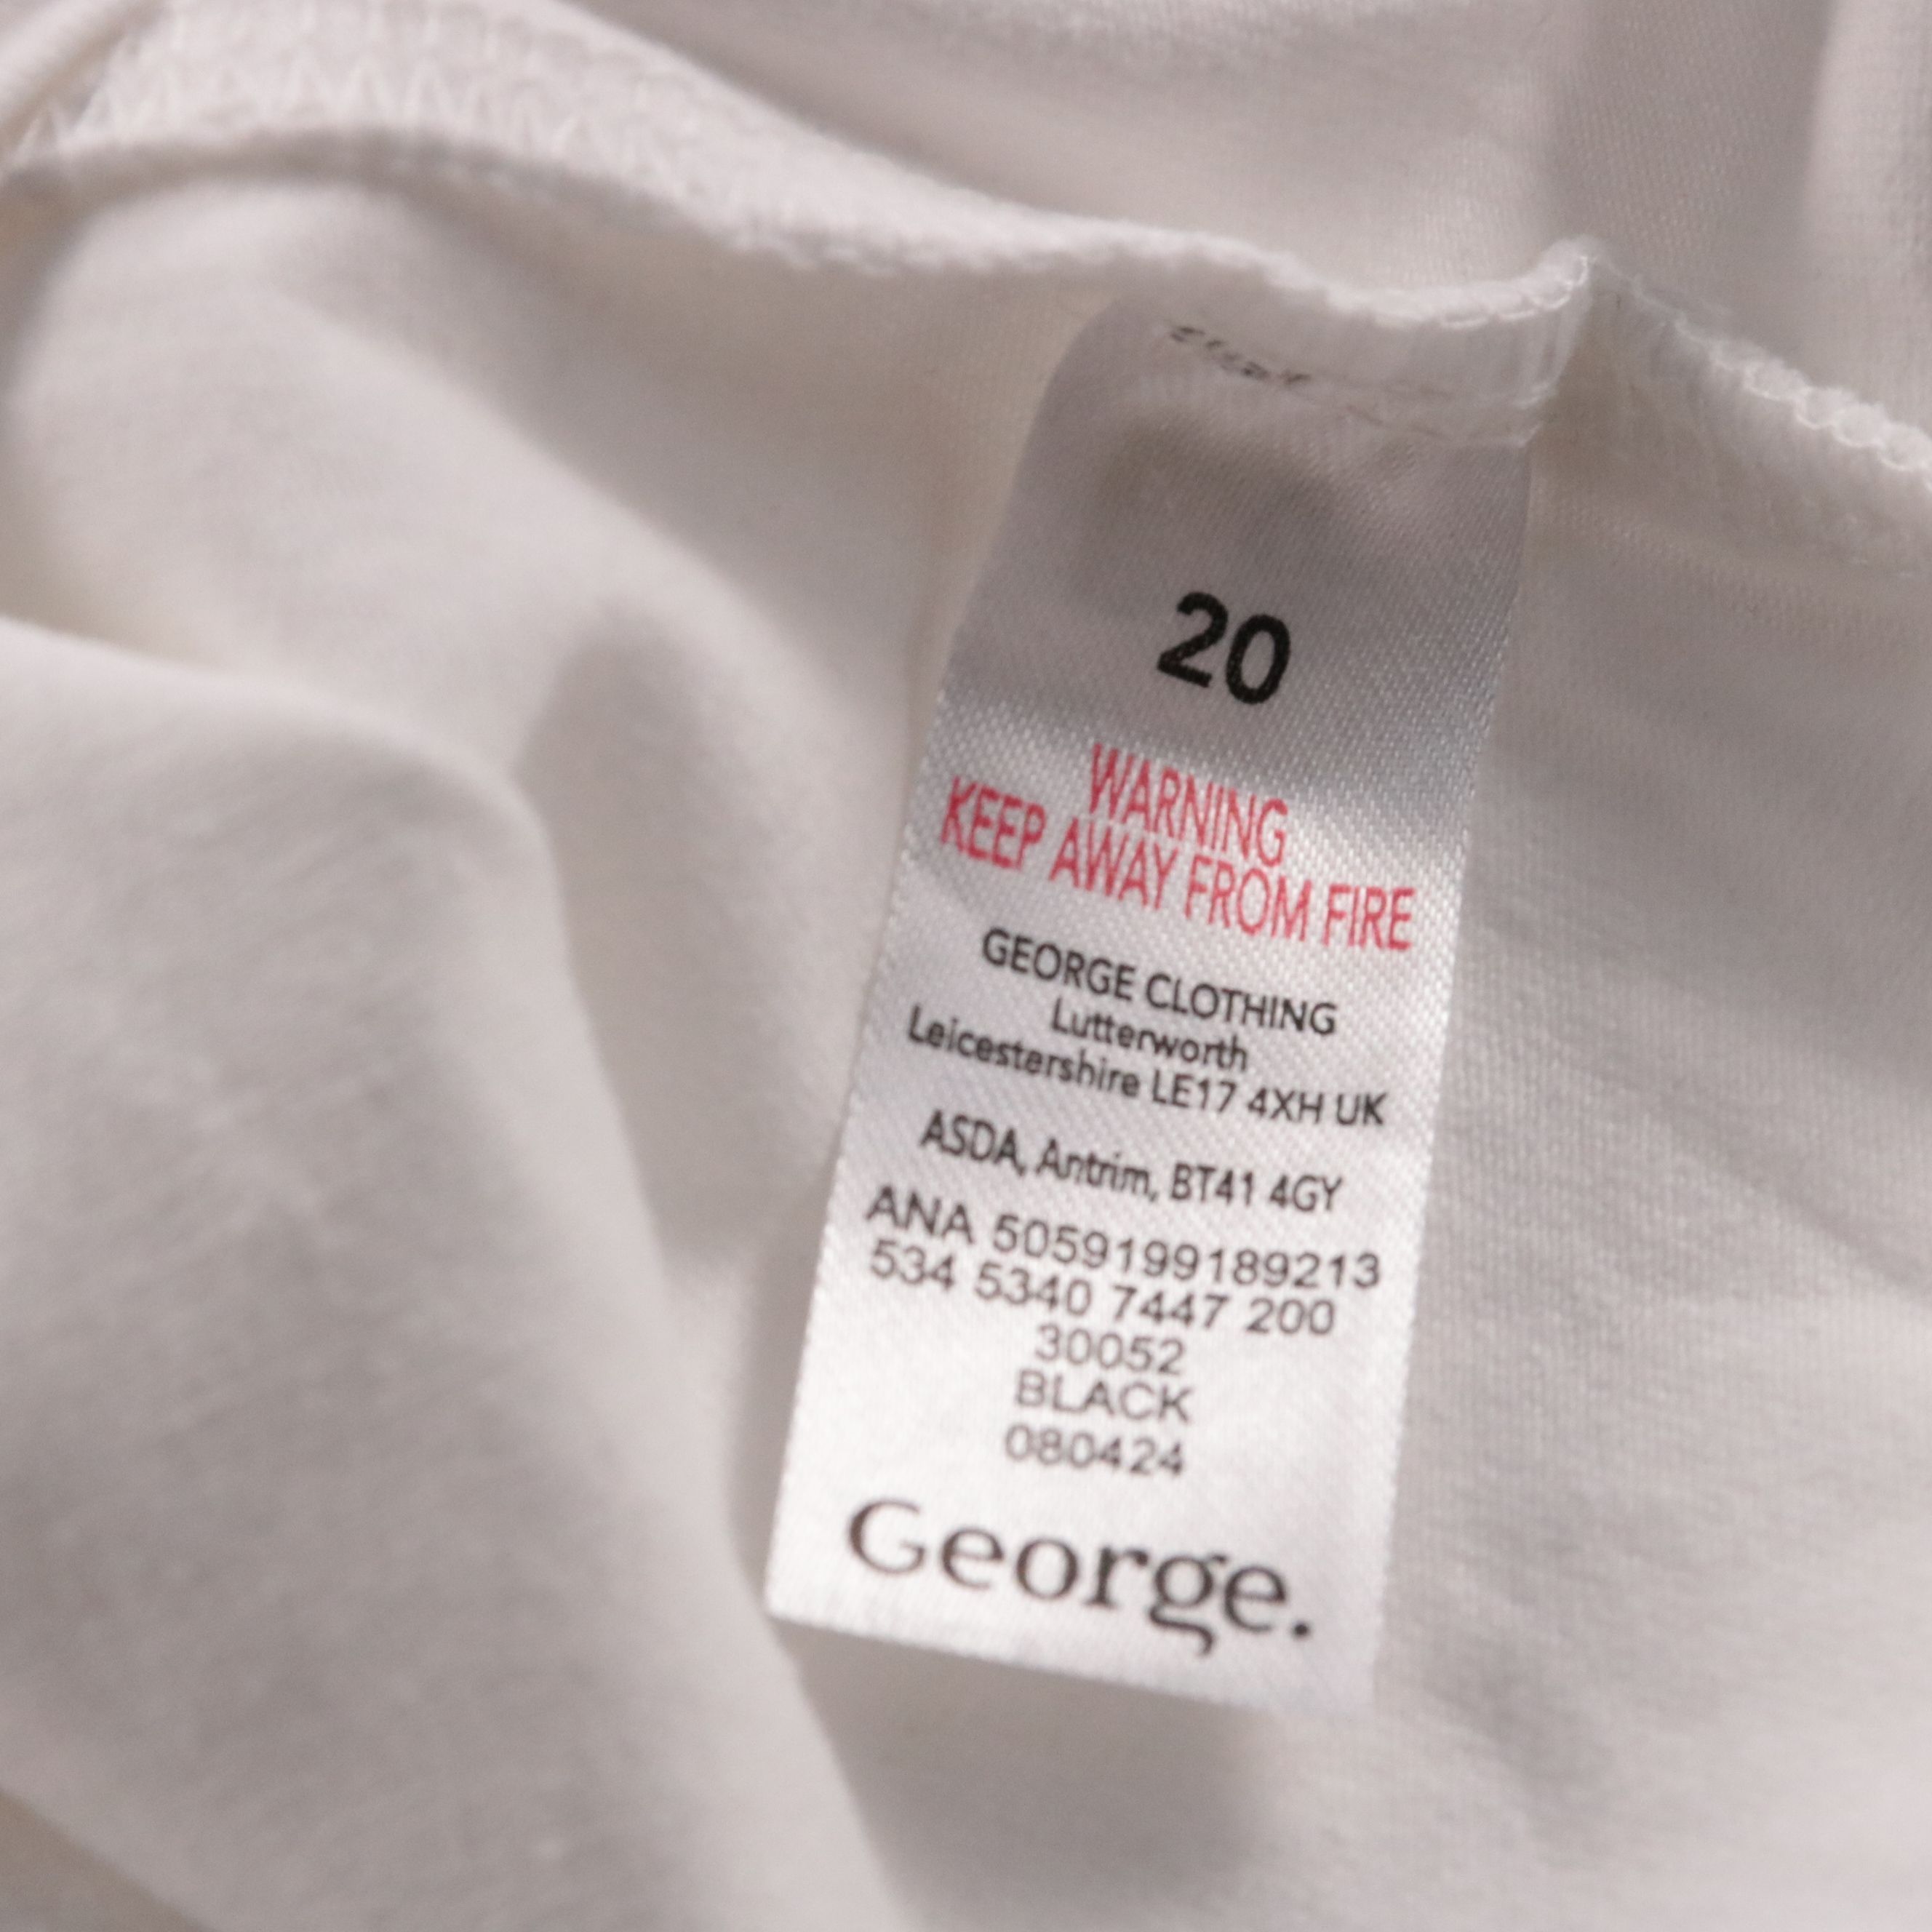 20
WARNING
KEEP AWAY FROM FIRE
GEORGE CLOTHING
Lutterworth
Leicestershire LE17 4XH UK
ASDA, Antrim, BT41 4GY
ANA 5059199189213
534 5340 7447 200
30052
BLACK
080424
George.